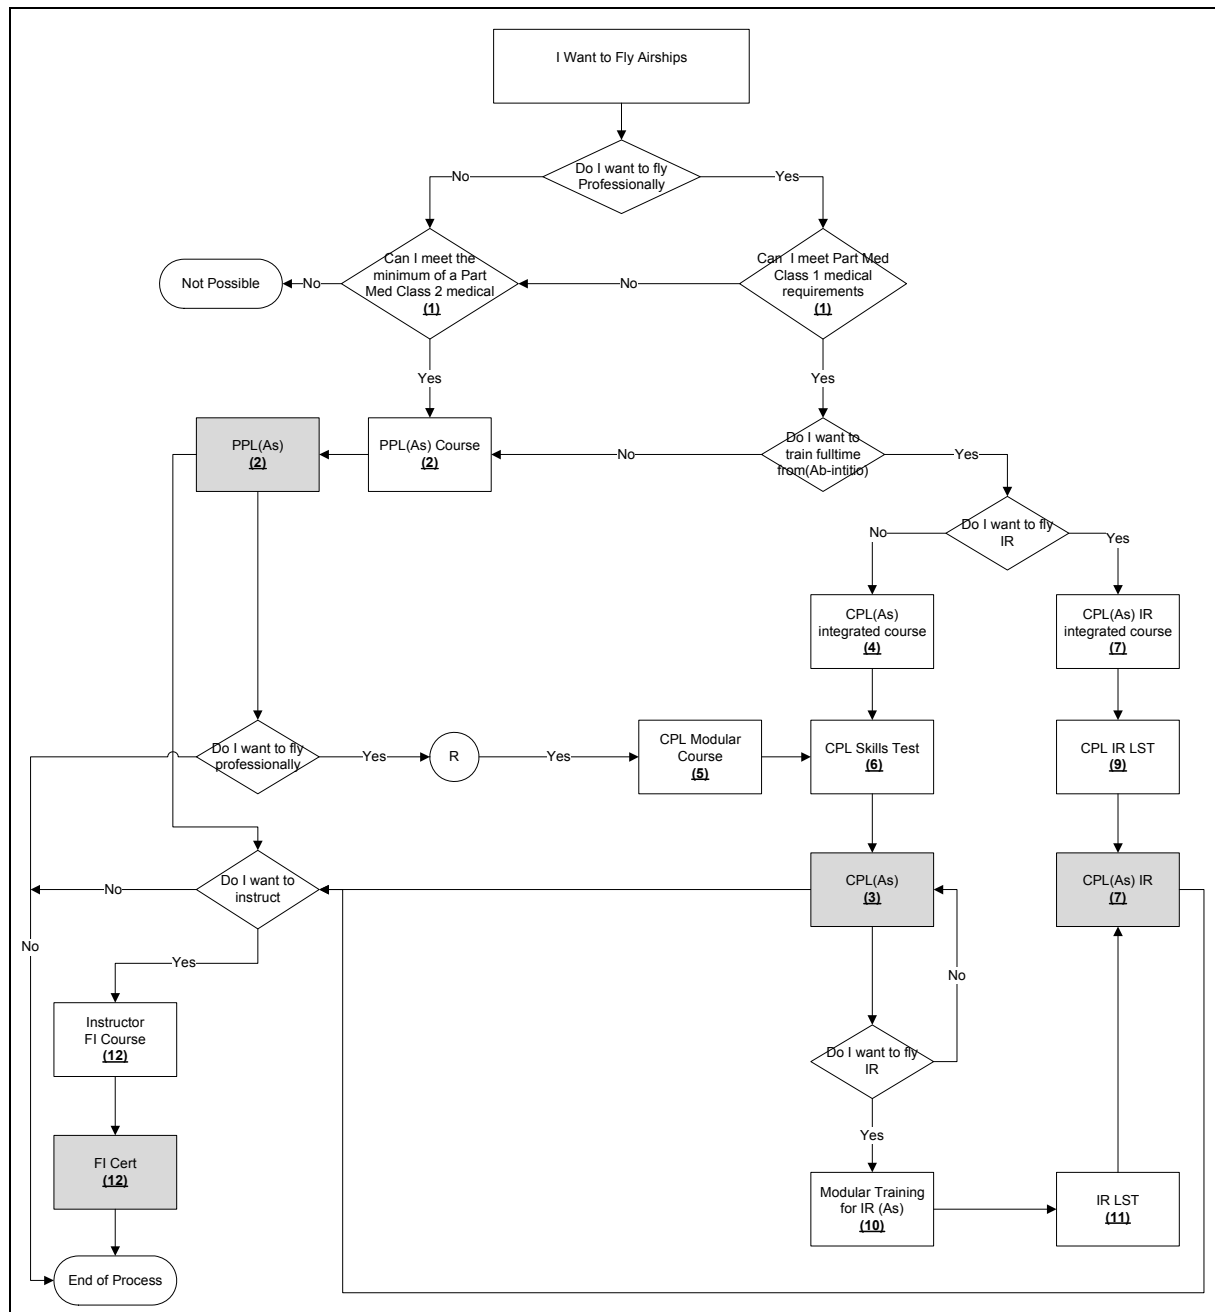 I Want to Fly Airships
Do I want to fly
Professionally
No
Yes
Can I meet the
minimum of a Part
Med Class 2 medical
(1)
Can I meet Part Med
Class 1 medical
requirements
(1)
Not Possible
No
No
Yes
Yes
PPL(As)
(2)
PPL(As) Course
(2)
No
Do I want to
train fulltime
from(Ab-intitio)
Yes
No
Do I want to fly
IR
Yes
CPL(As)
integrated course
(4)
CPL(As) IR
integrated course
(7)
Do I want to fly
professionally
Yes
R
Yes
CPL Modular
Course
(5)
CPL Skills Test
(6)
CPL IR LST
(9)
No
Do I want to
instruct
CPL(As)
(3)
CPL(As) IR
(7)
No
Yes
No
Instructor
FI Course
(12)
Do I want to fly
IR
Yes
FI Cert
(12)
Modular Training
for IR (As)
(10)
IR LST
(11)
End of Process